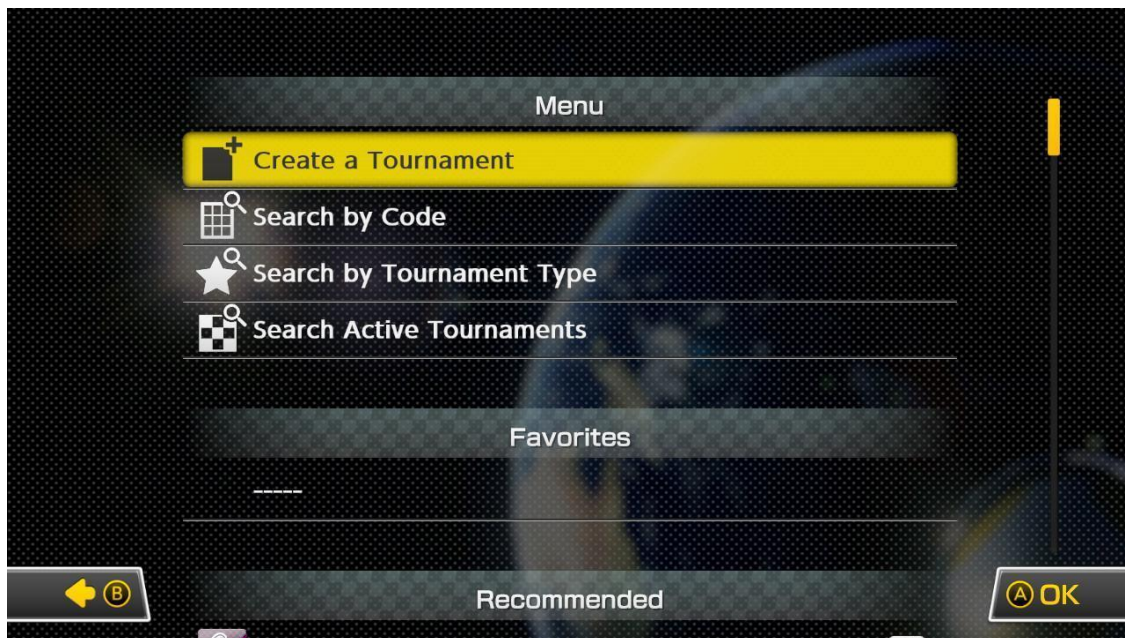 Menu
Create a Tournament
Search by Code
Search by Tournament Type
Search Active Tournaments
Favorites
-----
B
Recommended
A OK